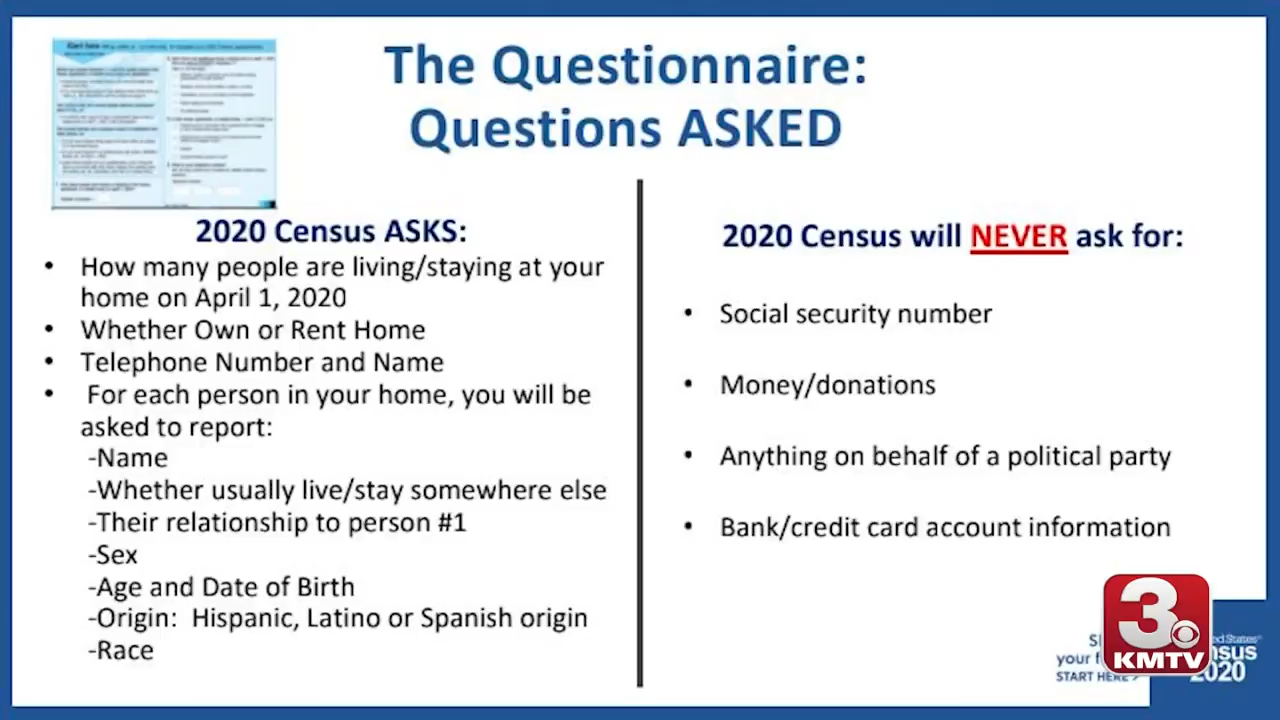 The Questionnaire:
Questions ASKED
2020 Census ASKS:
• How many people are living/staying at your
home on April 1, 2020
• Whether Own or Rent Home
• Telephone Number and Name
• For each person in your home, you will be
asked to report:
-Name
-Whether usually live/stay somewhere else
-Their relationship to person #1
-Sex
-Age and Date of Birth
-Origin: Hispanic, Latino or Spanish origin
-Race
2020 Census will NEVER ask for:
• Social security number
• Money/donations
• Anything on behalf of a political party
• Bank/credit card account information
3
KMTV
your
START HERE >
States®
2020